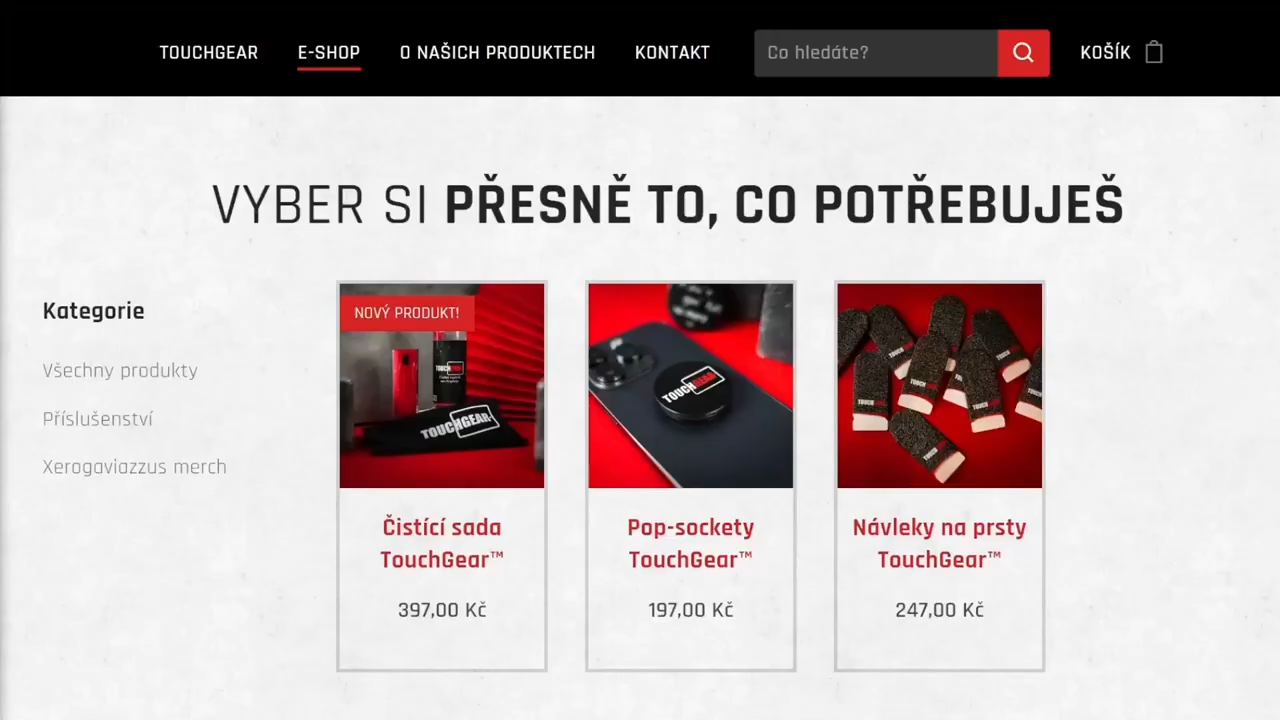 TOUCHGEAR E-SHOP O NAŠICH PRODUKTECH KONTAKT Co hledáte? KOŠÍK
VYBER SI PŘESNĚ TO, CO POTŘEBUJEŠ
Kategorie
Všechny produkty
Příslušenství
Xerogaviazzus merch
NOVÝ PRODUKT!
TOUCHGEAR
TOUCHGEAR
Čistící sada
TouchGear™
397,00 Kč
Pop-sockety
TouchGear™
197,00 Kč
Návleky na prsty
TouchGear™
247,00 Kč